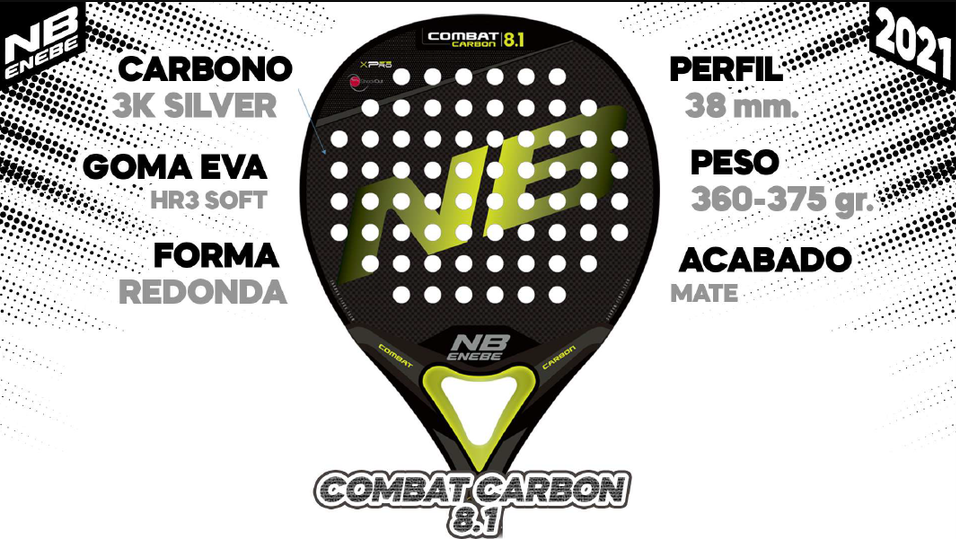 NB
ENEBE
2021
COMBAT
CARBON 8.1
XPRO
CARBONO
3K SILVER
GOMA EVA
HR3 SOFT
FORMA
REDONDA
PERFIL
38 mm.
PESO
360-375 gr.
ACABADO
MATE
NB
NB
ENEBE
COMBAT
CARBON
COMBAT CARBON
8.1